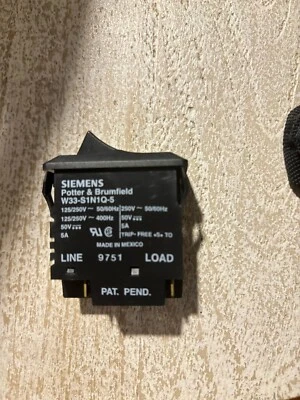 SIEMENS
Potter & Brumfield
W33-S1N1Q-5
125/250V ~ 50/60Hz 250V ~ 50/60Hz
125/250V ~ 400Hz 50V ⎓
50V ⎓ 5A
5A TRIP-FREE «5» TO
MADE IN MEXICO
LINE 9751 LOAD
PAT. PEND.